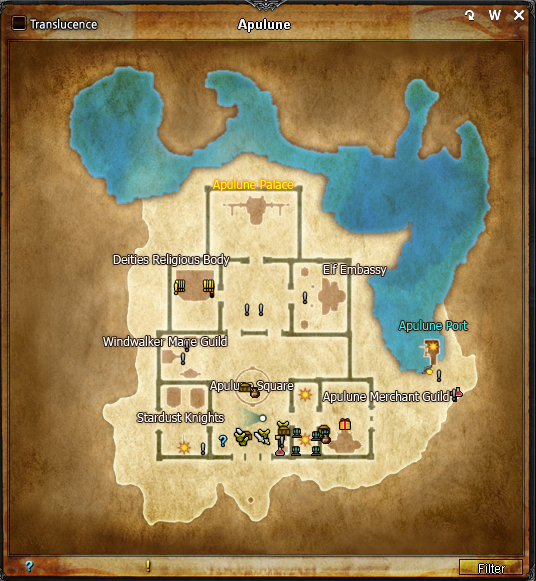 Translucence
Apulune
W
Apulune Palace
Deities Religious Body
Elf Embassy
Apulune Port
Windwalker Mage Guild
Apulune Square
Apulune Merchant Guild
Stardust Knights
?
?
!
Filter